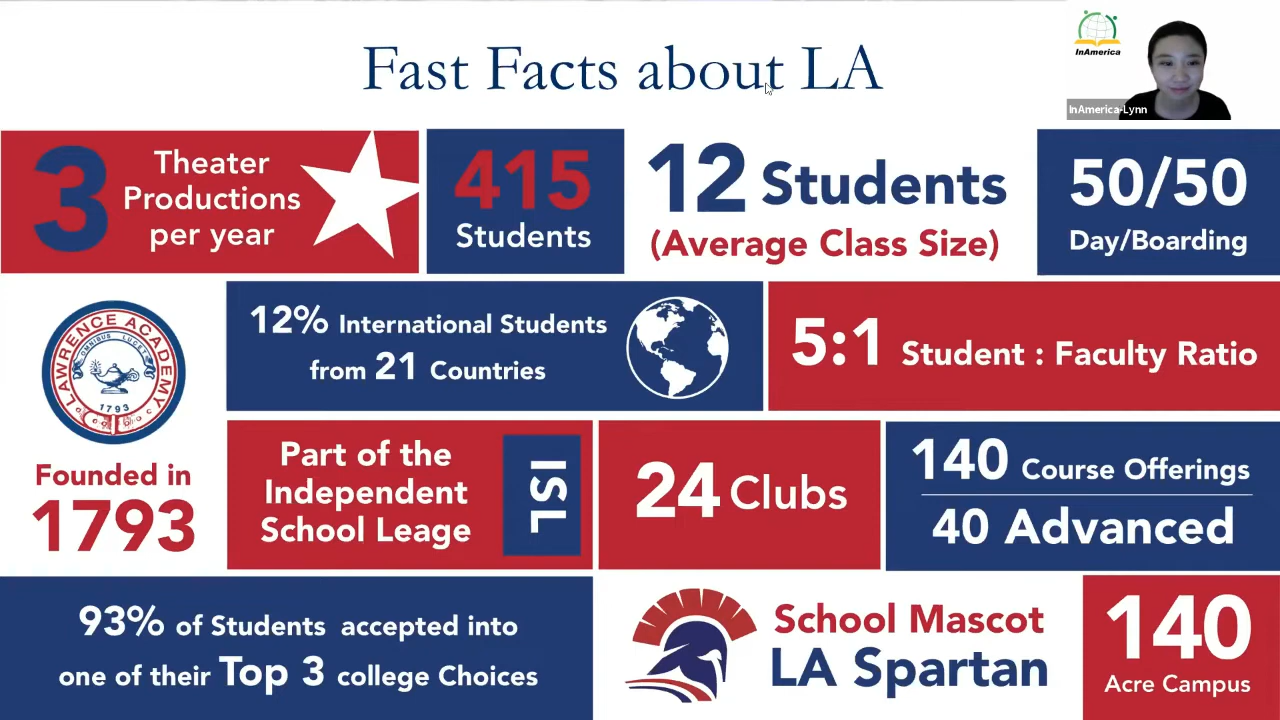 InAmerica
InAmerica-Lynn
Fast Facts about LA
3
Theater
Productions
per year
415
Students
12 Students
(Average Class Size)
50/50
Day/Boarding
LAWRENCE ACADEMY
OMNIBUS LUCET
1793
Founded in
1793
12% International Students
from 21 Countries
5:1 Student : Faculty Ratio
Part of the
Independent
School Leage
ISL
24 Clubs
140 Course Offerings
40 Advanced
93% of Students accepted into
one of their Top 3 college Choices
School Mascot
LA Spartan
140
Acre Campus